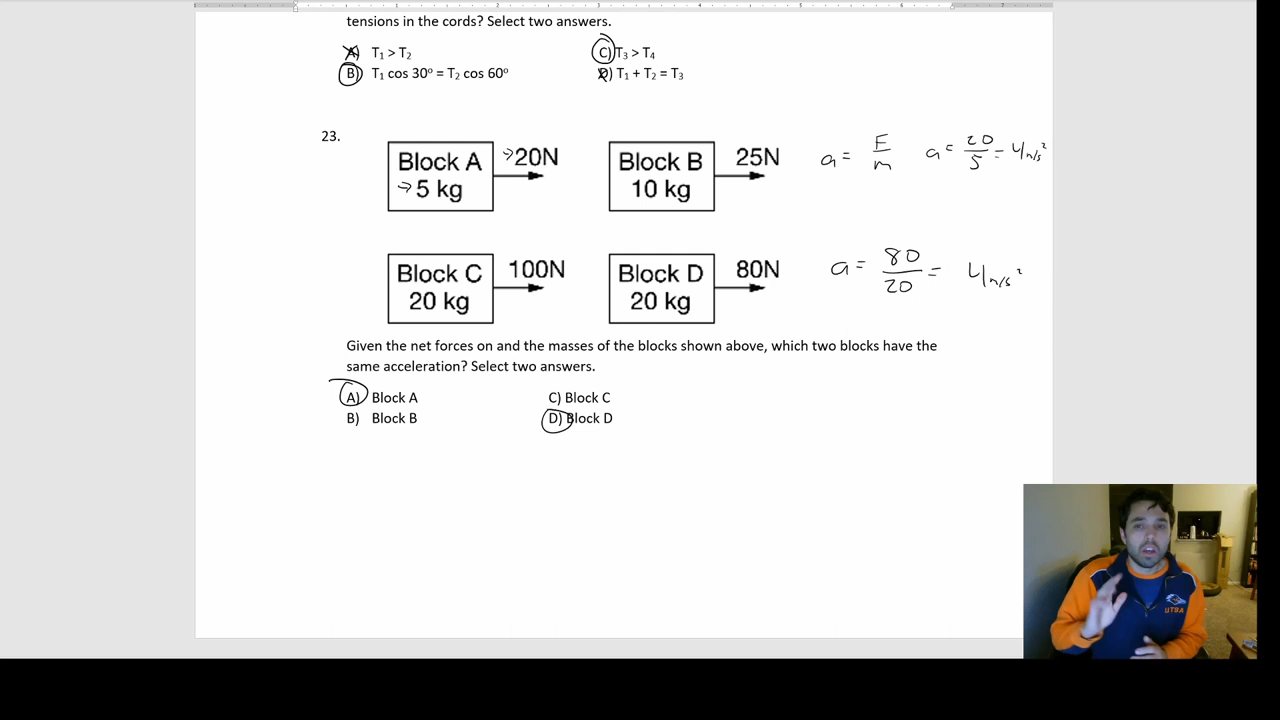 tensions in the cords? Select two answers.
A) T₁ > T₂
C) T₃ > T₄
B) T₁ cos 30° = T₂ cos 60°
D) T₁ + T₂ = T₃
23.
Block A
5 kg
20N
Block B
10 kg
25N
a = F/m
a = 20/5 = 4 m/s²
Block C
20 kg
100N
Block D
20 kg
80N
a = 80/20 = 4 m/s²
Given the net forces on and the masses of the blocks shown above, which two blocks have the
same acceleration? Select two answers.
A) Block A
C) Block C
B) Block B
D) Block D
UTSA